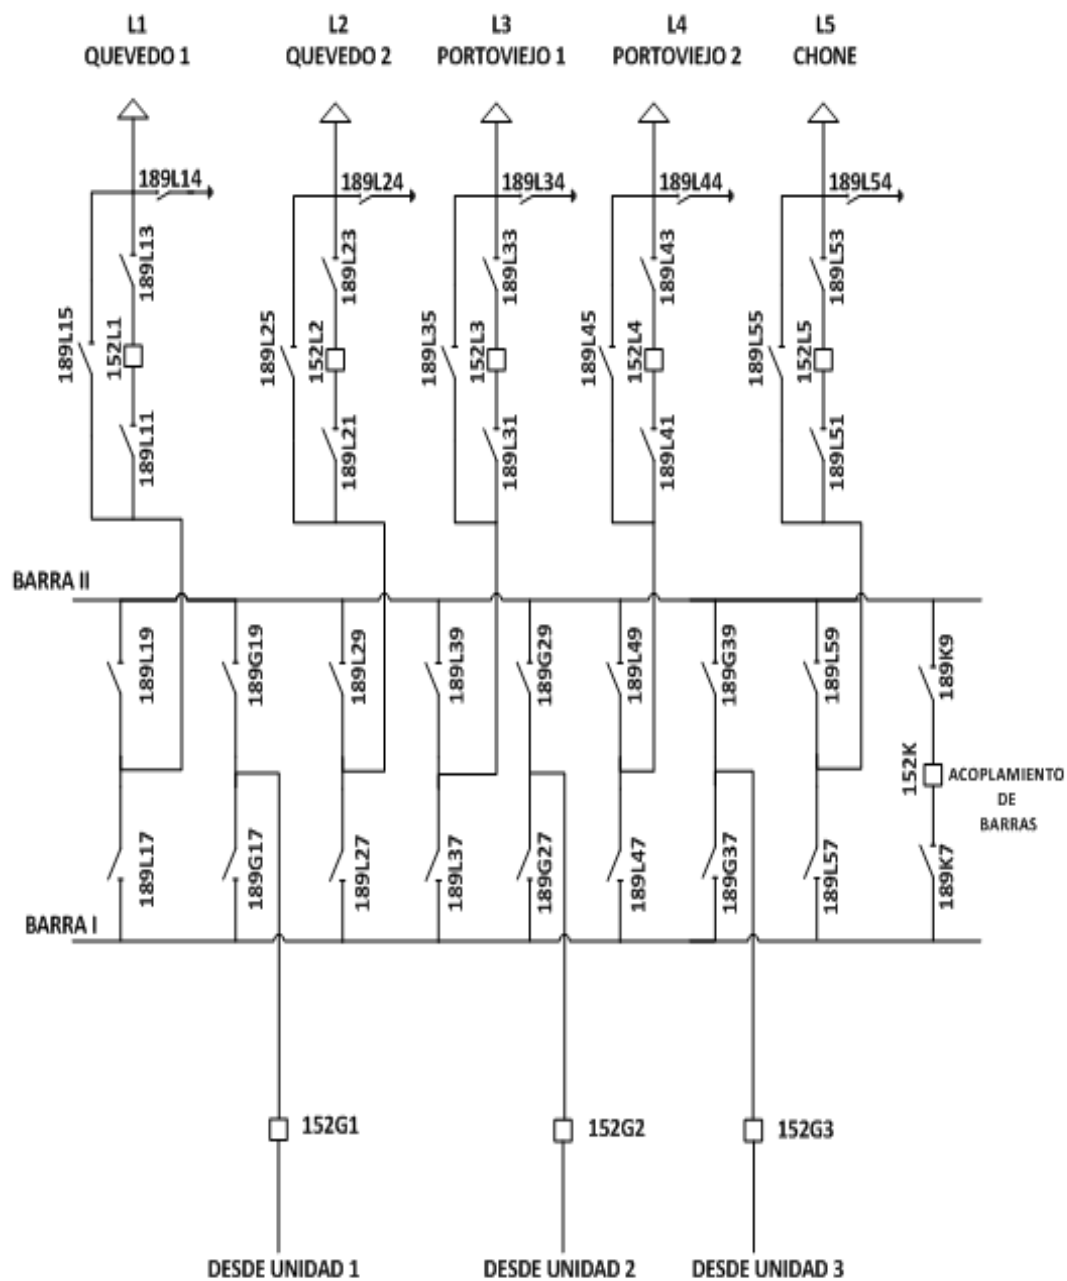 L1
QUEVEDO 1
L2
QUEVEDO 2
L3
PORTOVIEJO 1
L4
PORTOVIEJO 2
L5
CHONE
189L14
189L24
189L34
189L44
189L54
189L13
189L23
189L33
189L43
189L53
189L15
152L1
189L25
152L2
189L35
152L3
189L45
152L4
189L55
152L5
189L11
189L21
189L31
189L41
189L51
BARRA II
189L19
189G19
189L29
189L39
189G29
189L49
189G39
189L59
189K9
152K
ACOPLAMIENTO
DE
BARRAS
189L17
189G17
189L27
189L37
189G27
189L47
189G37
189L57
189K7
BARRA I
152G1
152G2
152G3
DESDE UNIDAD 1
DESDE UNIDAD 2
DESDE UNIDAD 3